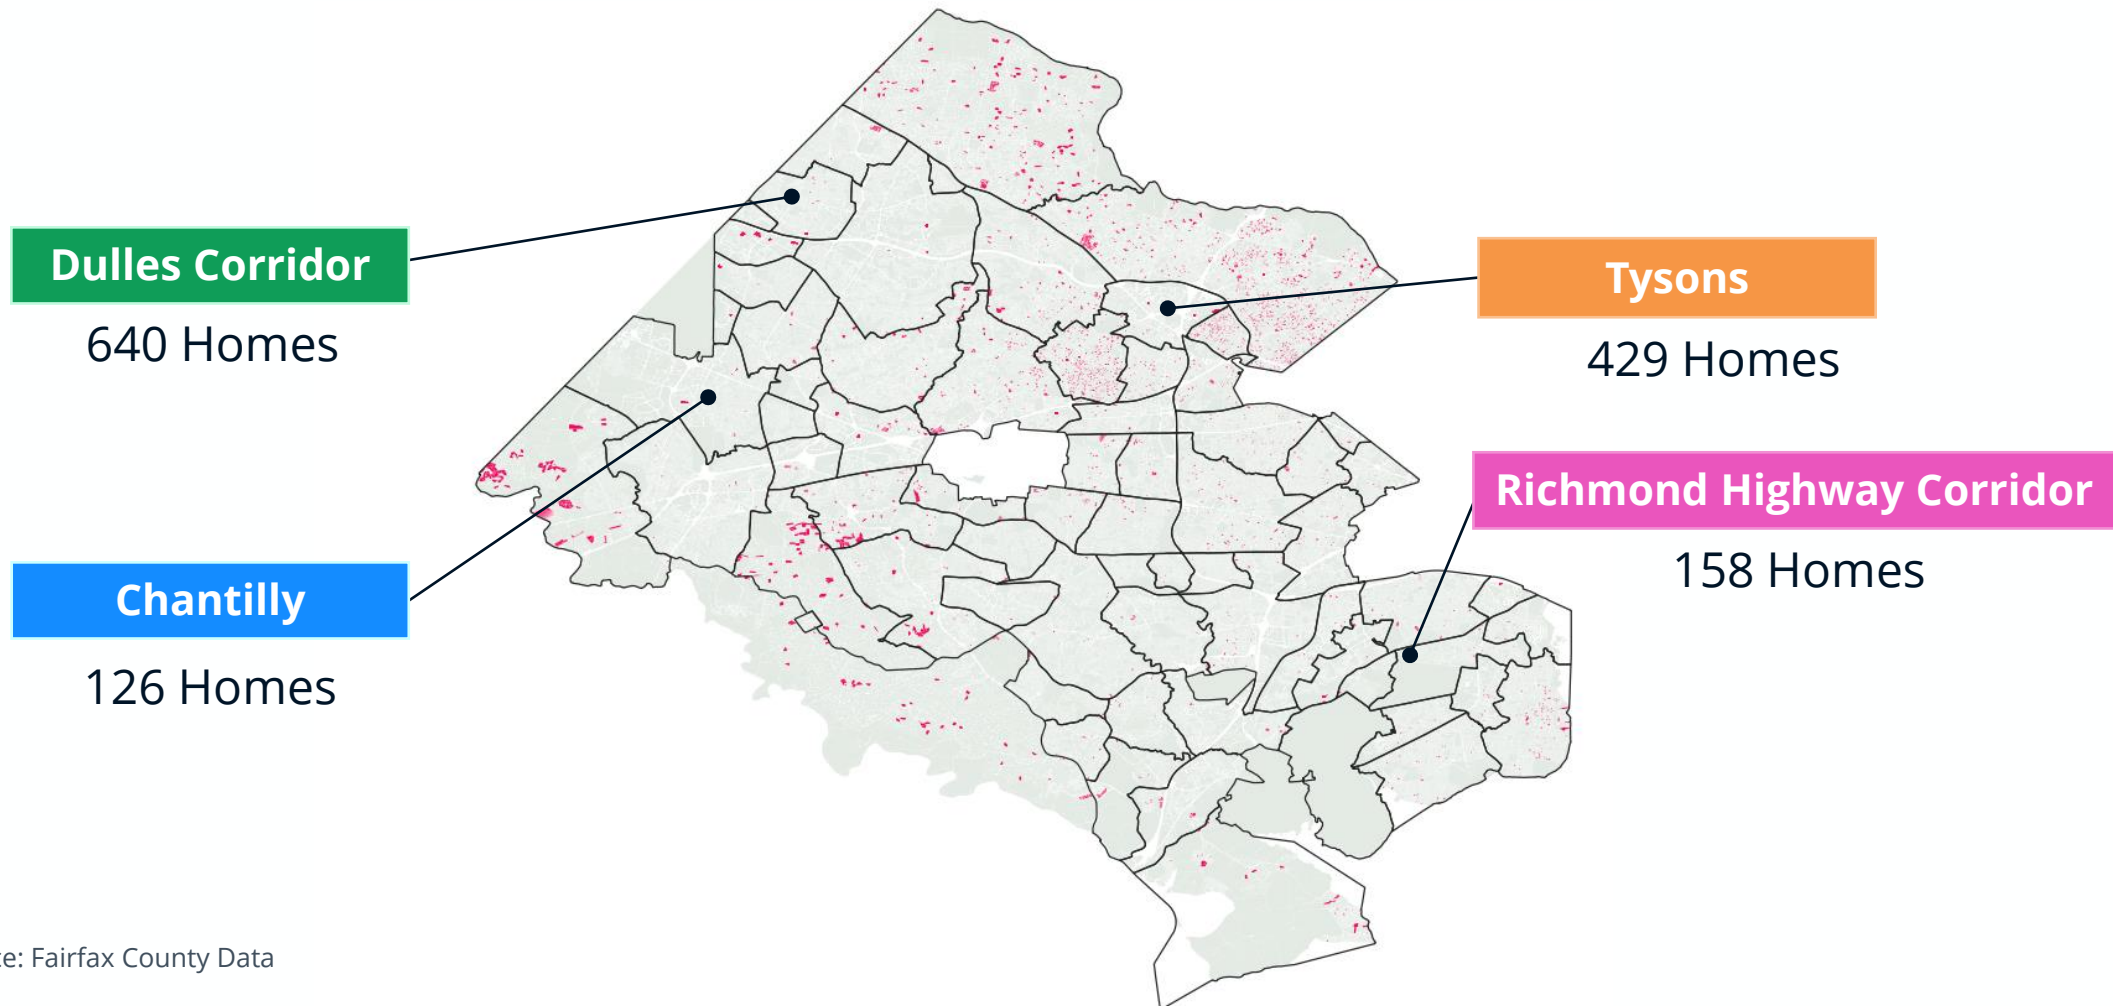 Dulles Corridor
640 Homes
Tysons
429 Homes
Richmond Highway Corridor
158 Homes
Chantilly
126 Homes
Fairfax County Data